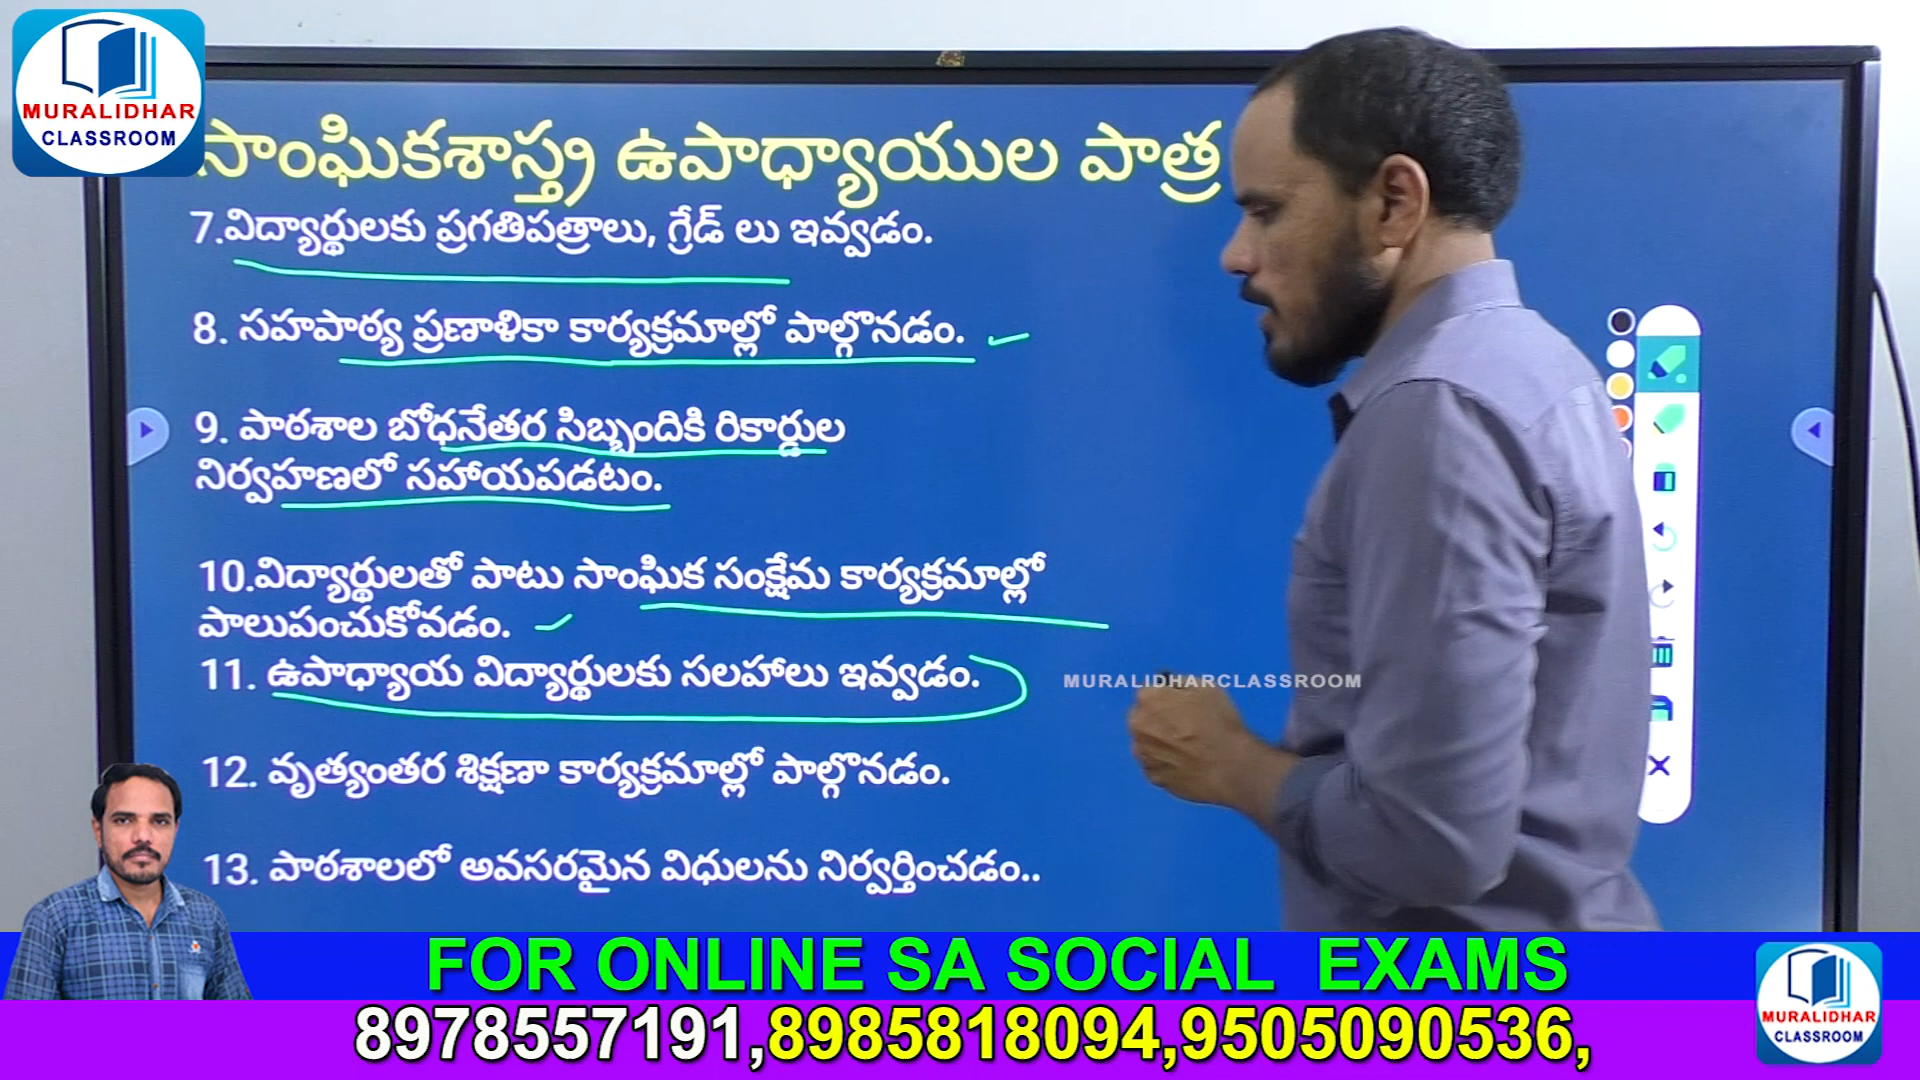 MURALIDHAR
CLASSROOM
సాంఘికశాస్త్ర ఉపాధ్యాయుల పాత్ర
7.విద్యార్థులకు ప్రగతిపత్రాలు, గ్రేడ్ లు ఇవ్వడం.
8. సహపాఠ్య ప్రణాళికా కార్యక్రమాల్లో పాల్గొనడం.
9. పాఠశాల బోధనేతర సిబ్బందికి రికార్డుల
నిర్వహణలో సహాయపడటం.
10.విద్యార్థులతో పాటు సాంఘిక సంక్షేమ కార్యక్రమాల్లో
పాలుపంచుకోవడం.
11. ఉపాధ్యాయ విద్యార్థులకు సలహాలు ఇవ్వడం.
MURALIDHARCLASSROOM
12. వృత్యంతర శిక్షణా కార్యక్రమాల్లో పాల్గొనడం.
13. పాఠశాలలో అవసరమైన విధులను నిర్వర్తించడం..
FOR ONLINE SA SOCIAL EXAMS
8978557191,8985818094,9505090536,
MURALIDHAR
CLASSROOM